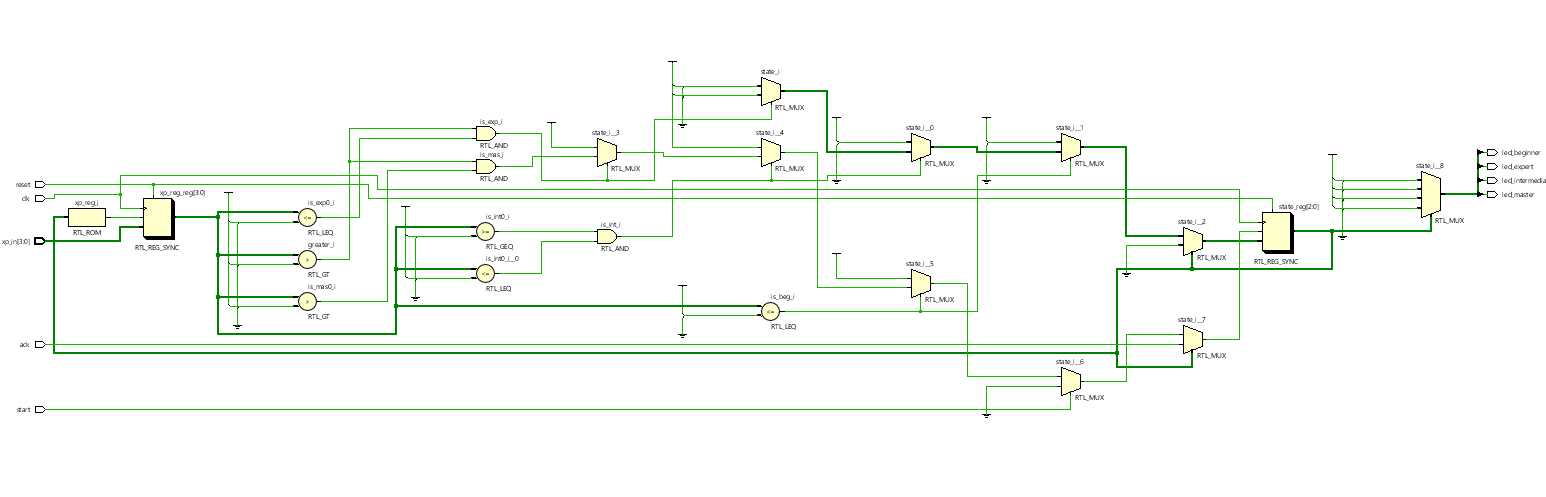 state_i
RTL_MUX
is_exp_i
RTL_AND
state_i__3
RTL_MUX
state_i__4
RTL_MUX
state_i__0
RTL_MUX
state_i__1
RTL_MUX
is_mas_i
RTL_AND
led_beginner
led_expert
led_intermedia
led_master
state_i__8
RTL_MUX
reset
clk
xp_in[3:0]
xp_reg_i
RTL_ROM
xp_reg_reg[3:0]
RTL_REG_SYNC
is_exp0_i
<=
RTL_LEQ
greater_i
>
RTL_GT
is_mas0_i
>
RTL_GT
is_int0_i
>=
RTL_GEQ
is_int0_i__0
<=
RTL_LEQ
is_int_i
RTL_AND
is_beg_i
<=
RTL_LEQ
state_i__5
RTL_MUX
state_i__2
RTL_MUX
state_reg[2:0]
RTL_REG_SYNC
state_i__7
RTL_MUX
state_i__6
RTL_MUX
ack
start